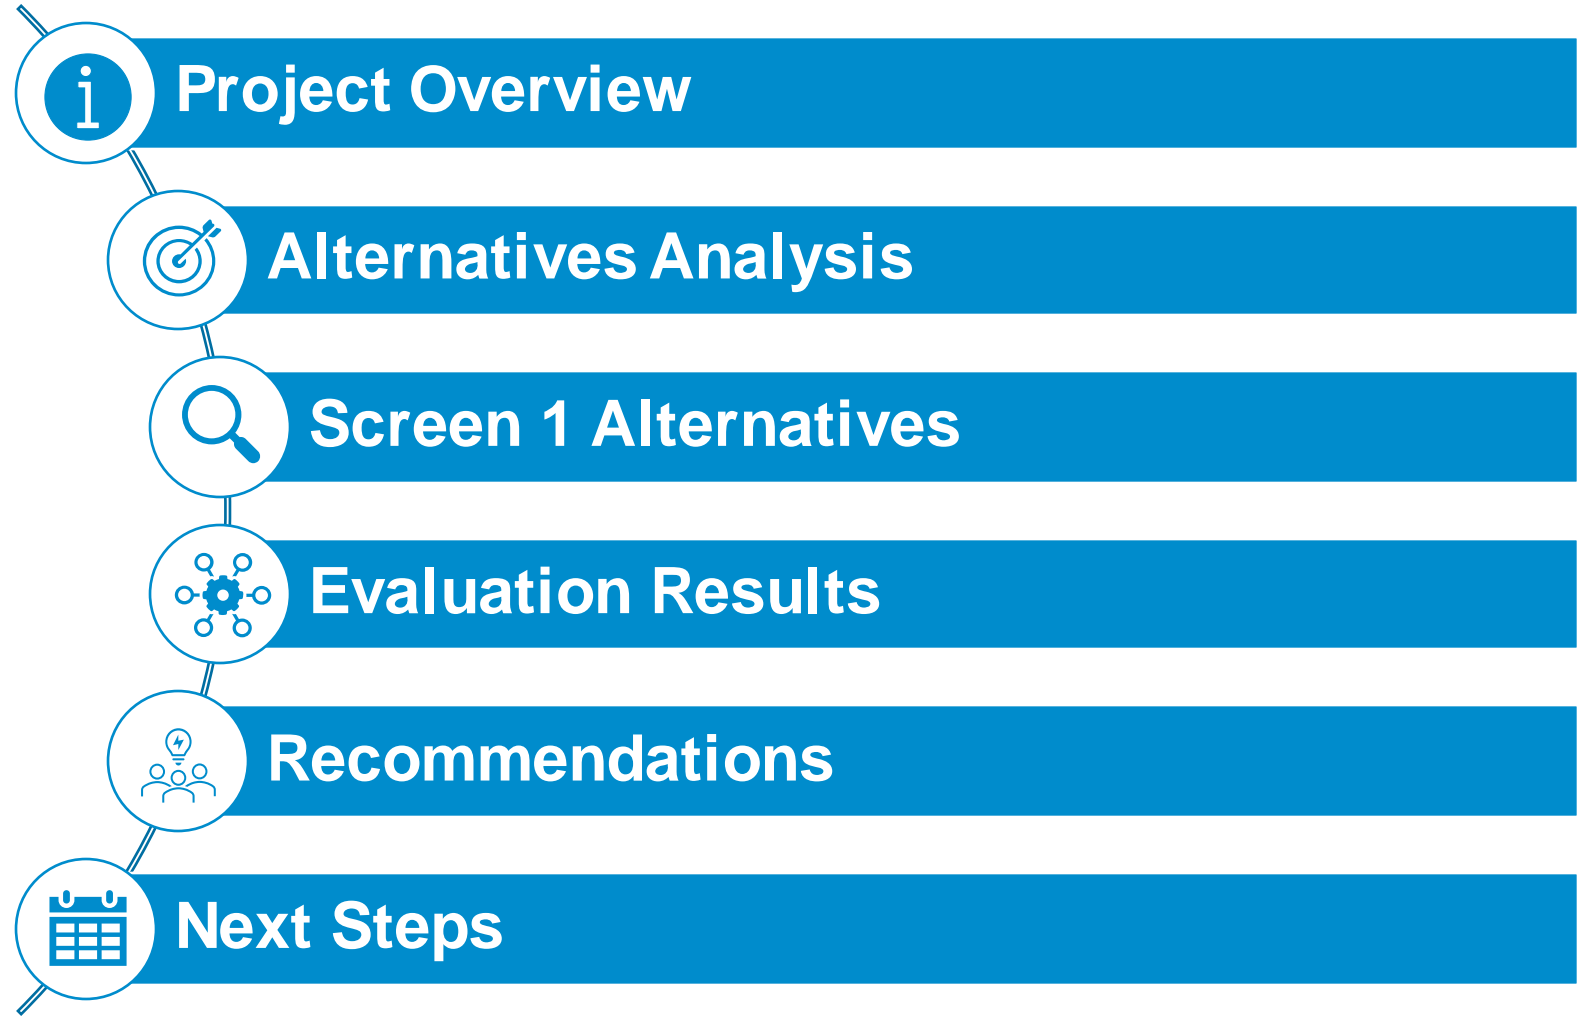 Project Overview
Alternatives Analysis
Screen 1 Alternatives
Evaluation Results
Recommendations
Next Steps